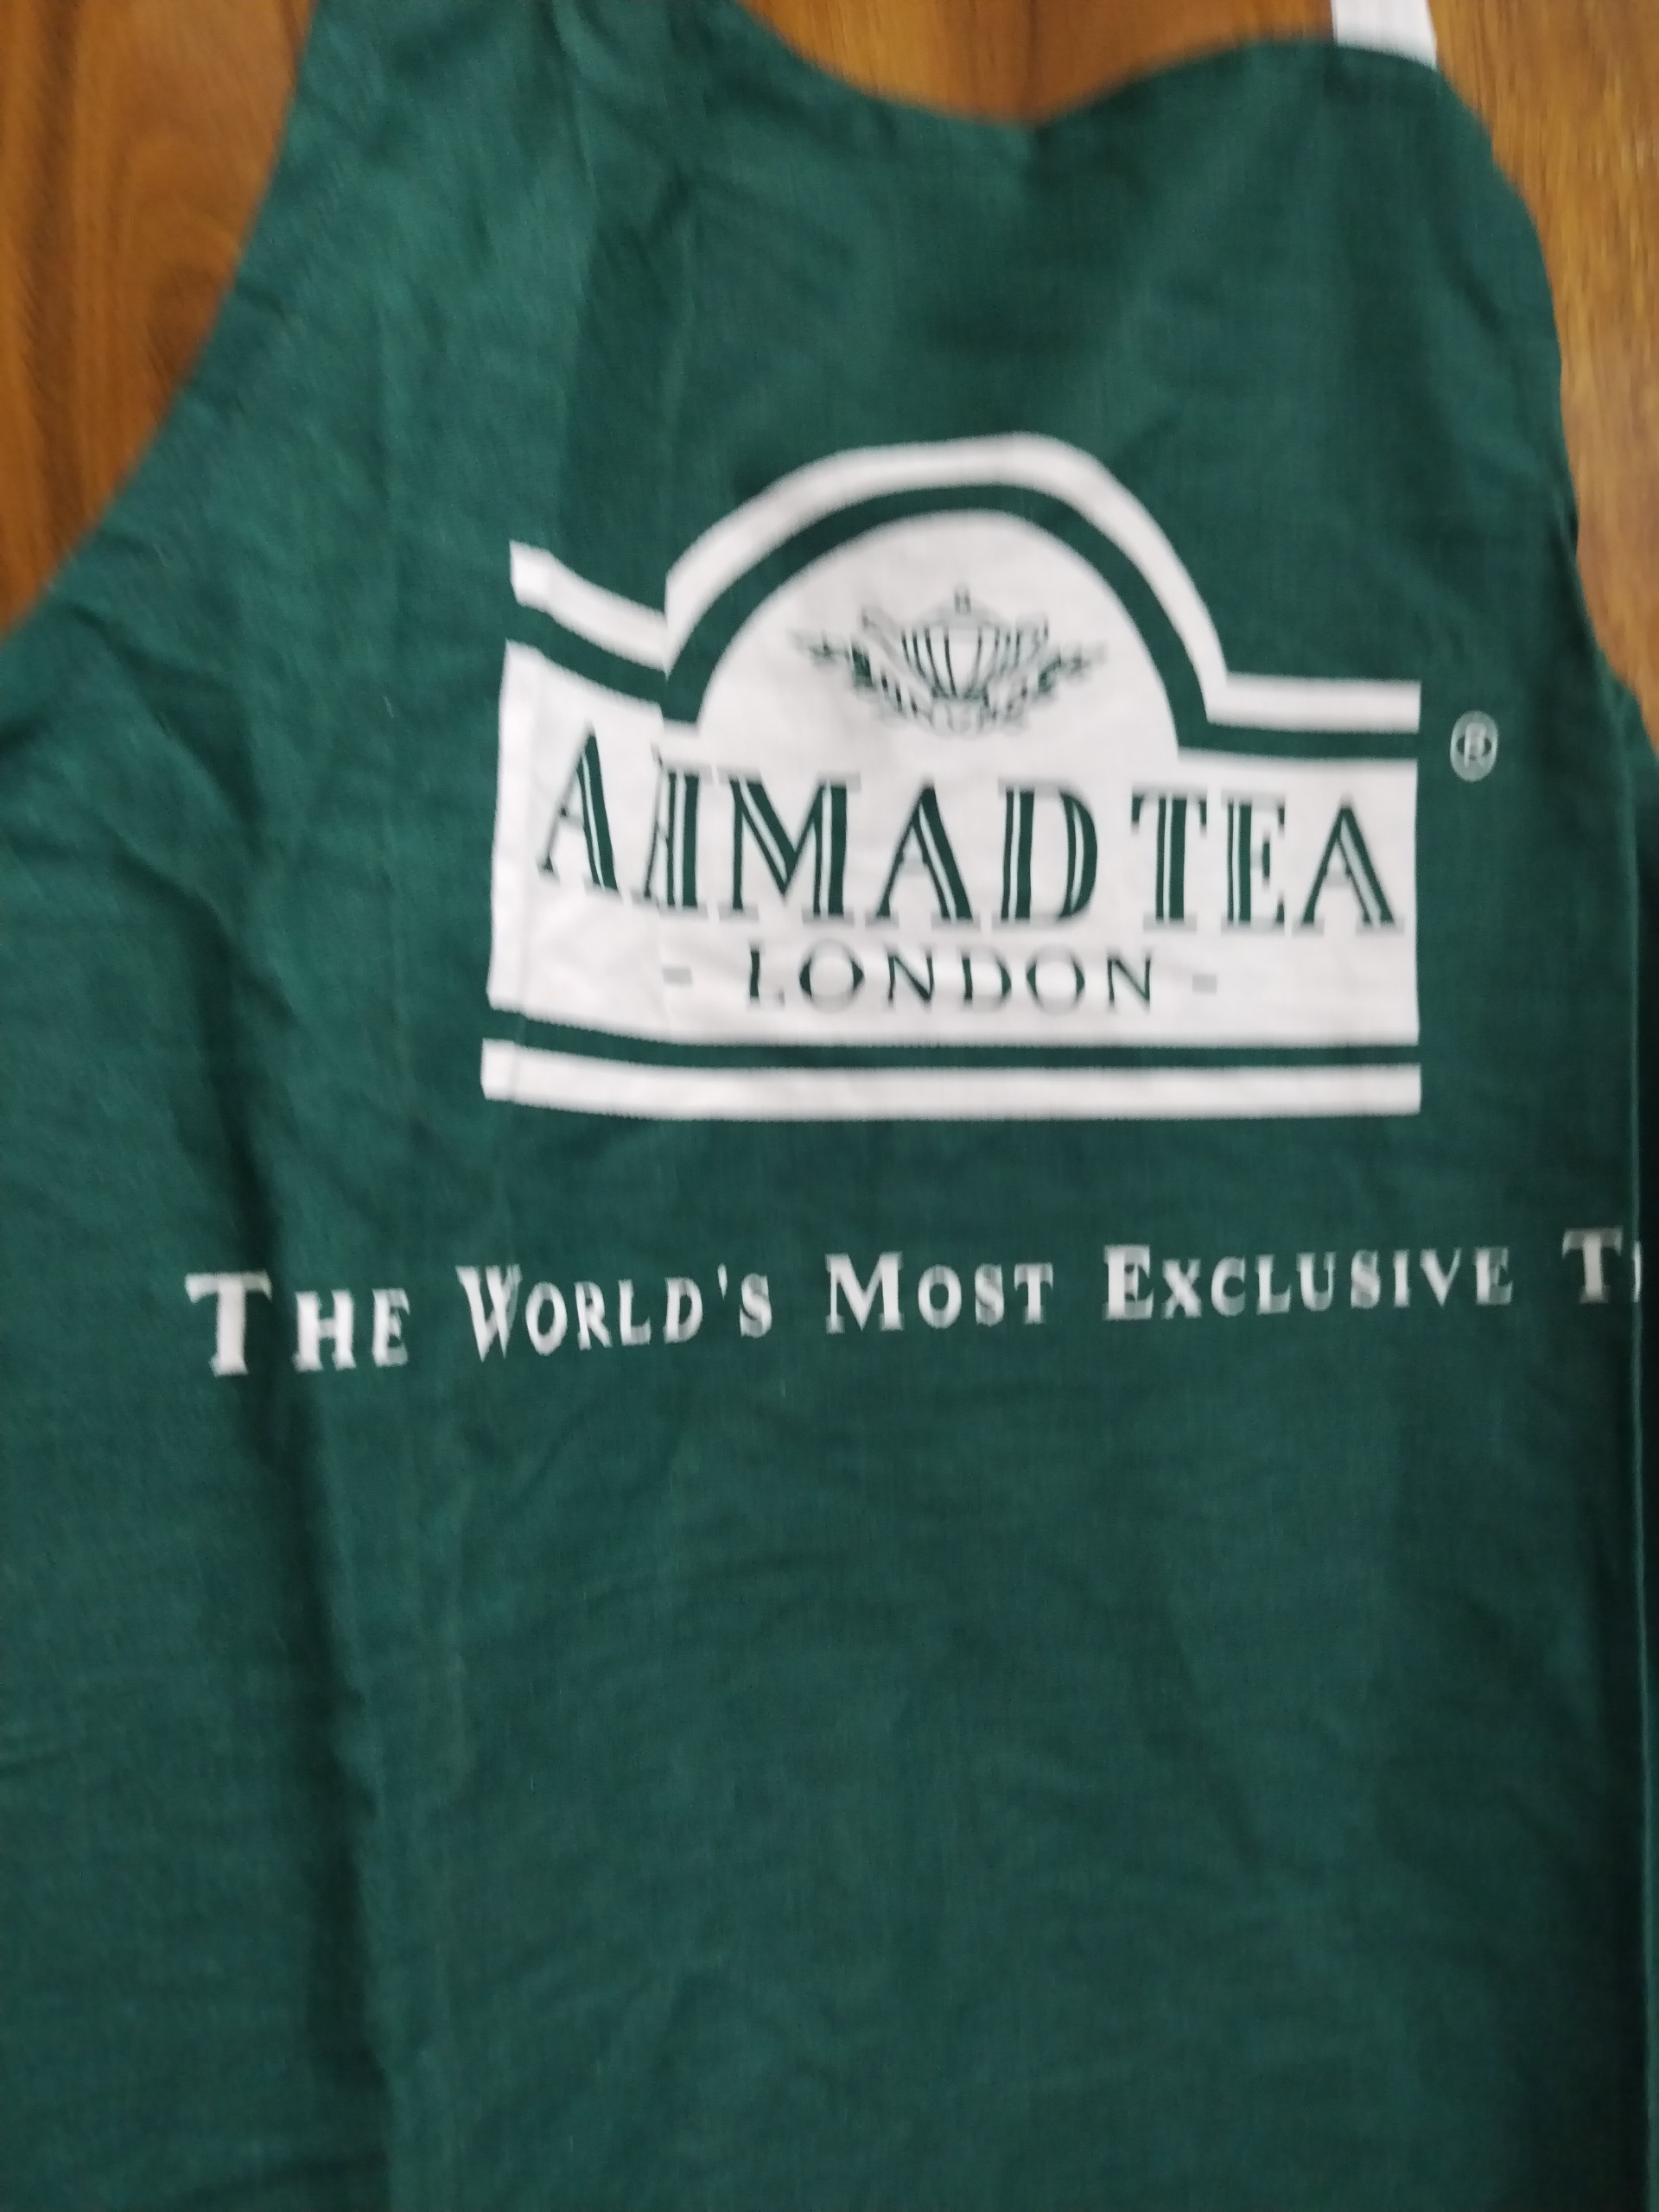 AHMAD TEA
- LONDON -
®
THE WORLD'S MOST EXCLUSIVE